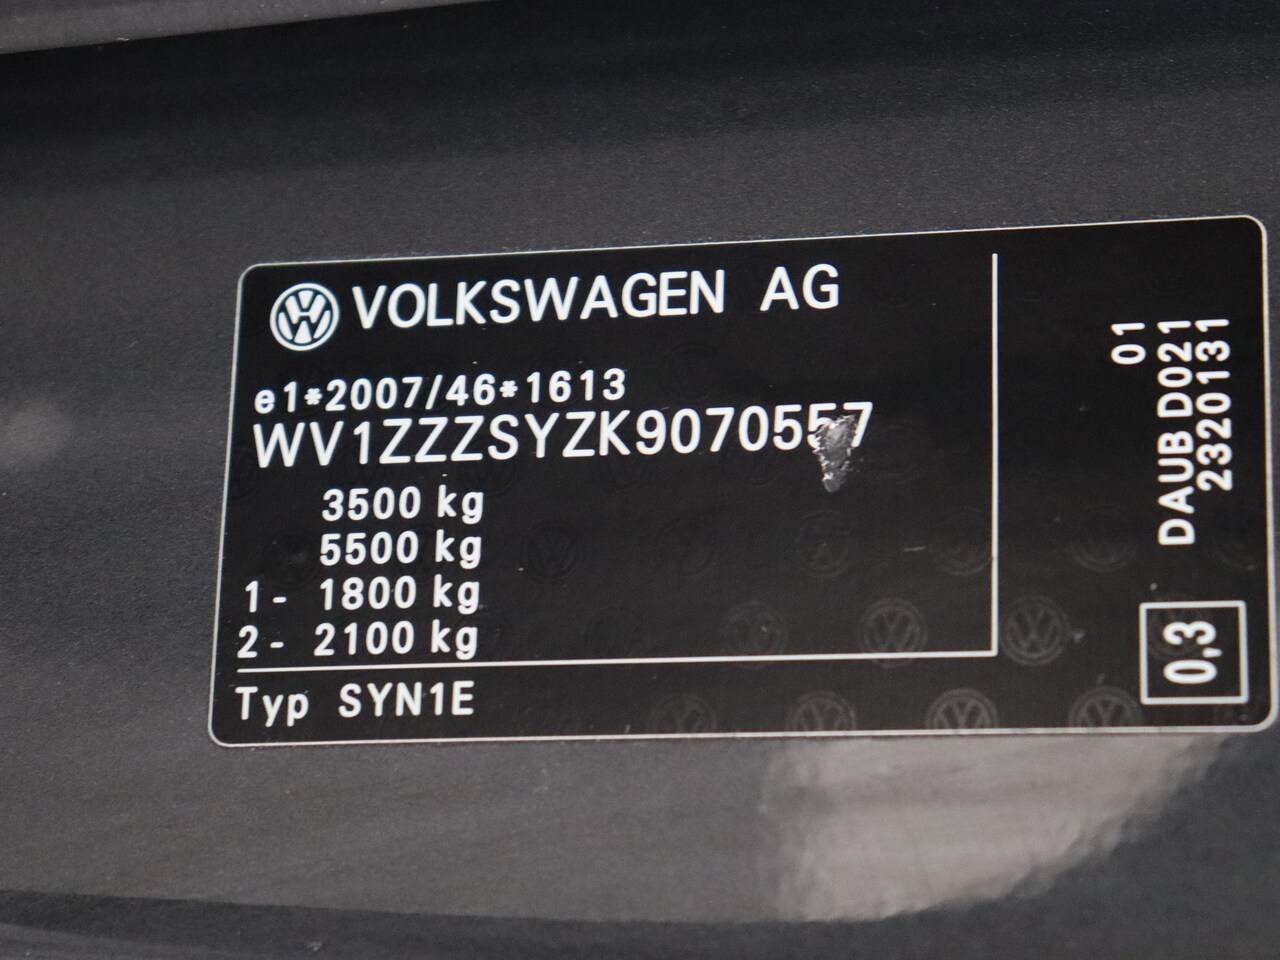 VOLKSWAGEN AG
e1*2007/46*1613
WV1ZZZSYZK9070557
3500 kg
5500 kg
1- 1800 kg
2- 2100 kg
Typ SYN1E
01
DAUB D021
2320131
0,3